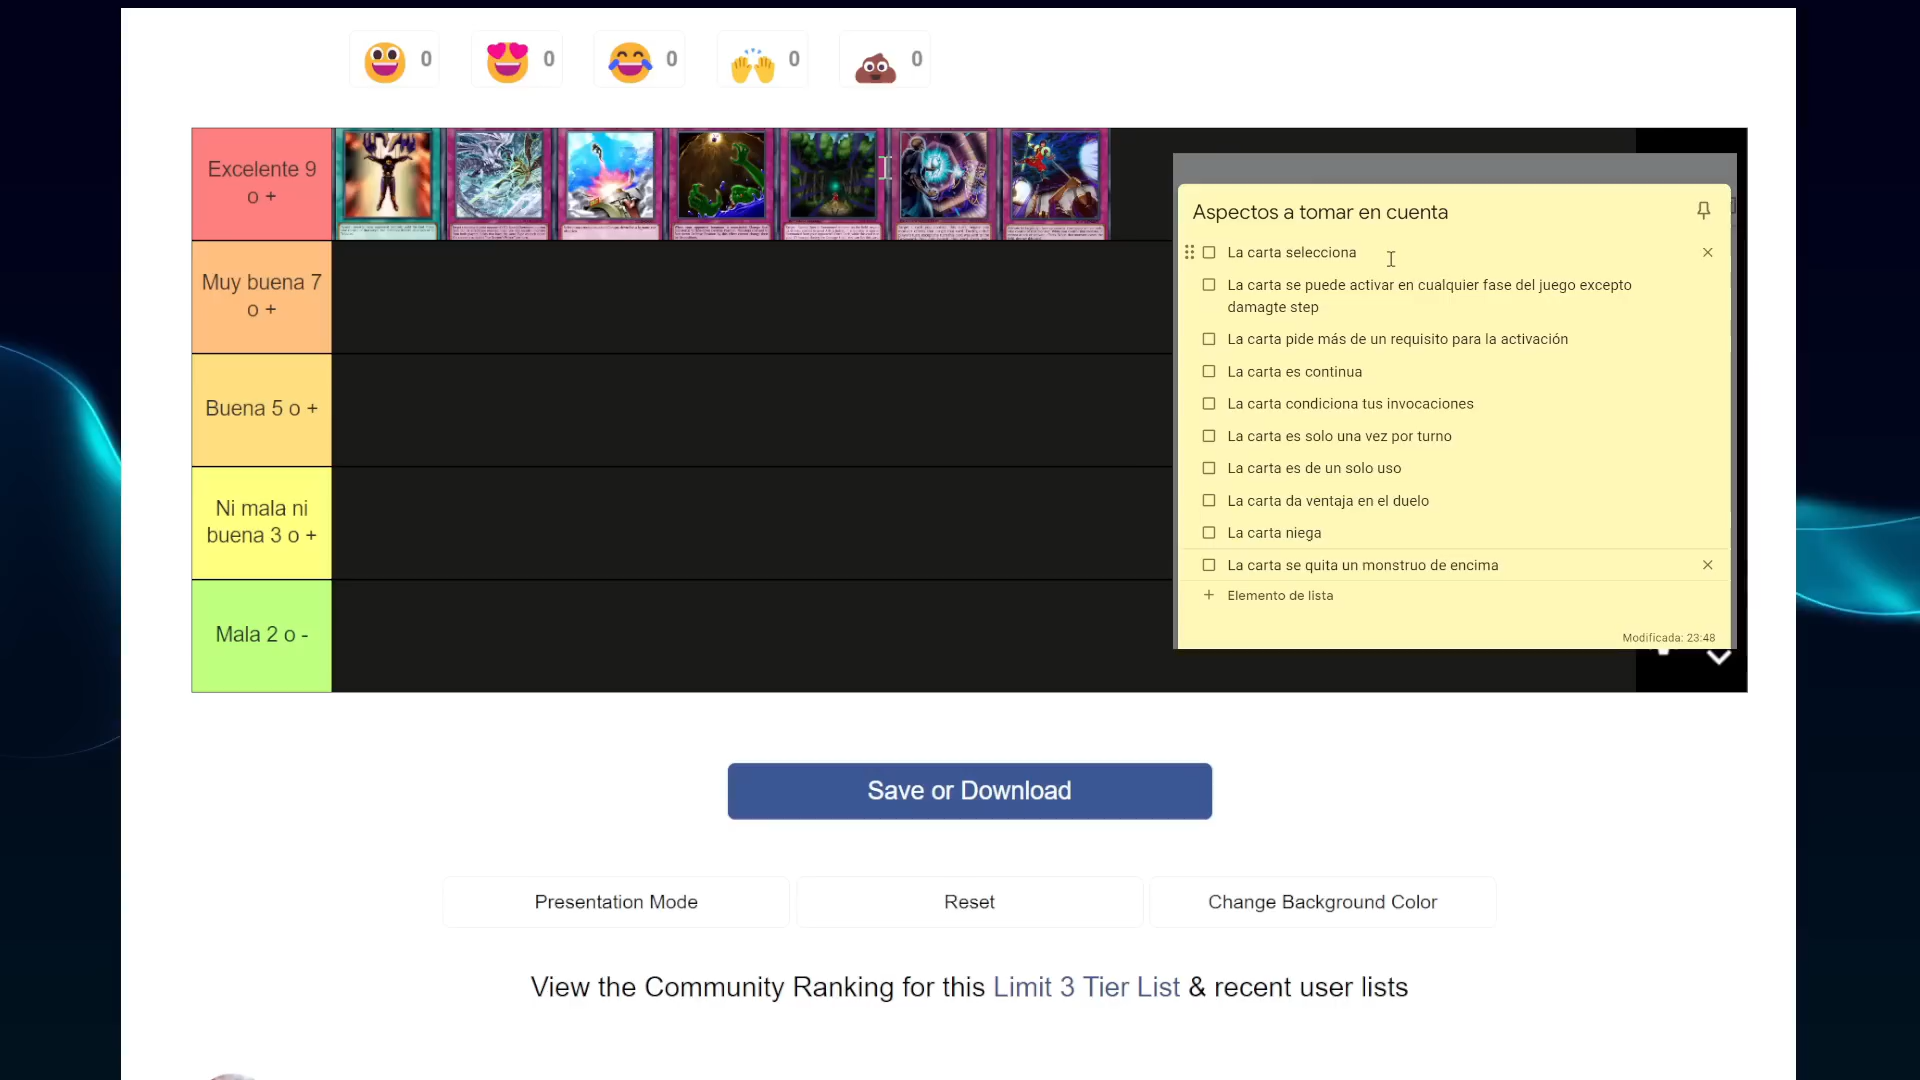 0
0
0
0
0
Excelente 9
o +
Muy buena 7
o +
Buena 5 o +
Ni mala ni
buena 3 o +
Mala 2 o -
Aspectos a tomar en cuenta
La carta selecciona
La carta se puede activar en cualquier fase del juego excepto
damagte step
La carta pide más de un requisito para la activación
La carta es continua
La carta condiciona tus invocaciones
La carta es solo una vez por turno
La carta es de un solo uso
La carta da ventaja en el duelo
La carta niega
La carta se quita un monstruo de encima
+ Elemento de lista
Modificada: 23:48
Save or Download
Presentation Mode
Reset
Change Background Color
View the Community Ranking for this Limit 3 Tier List & recent user lists